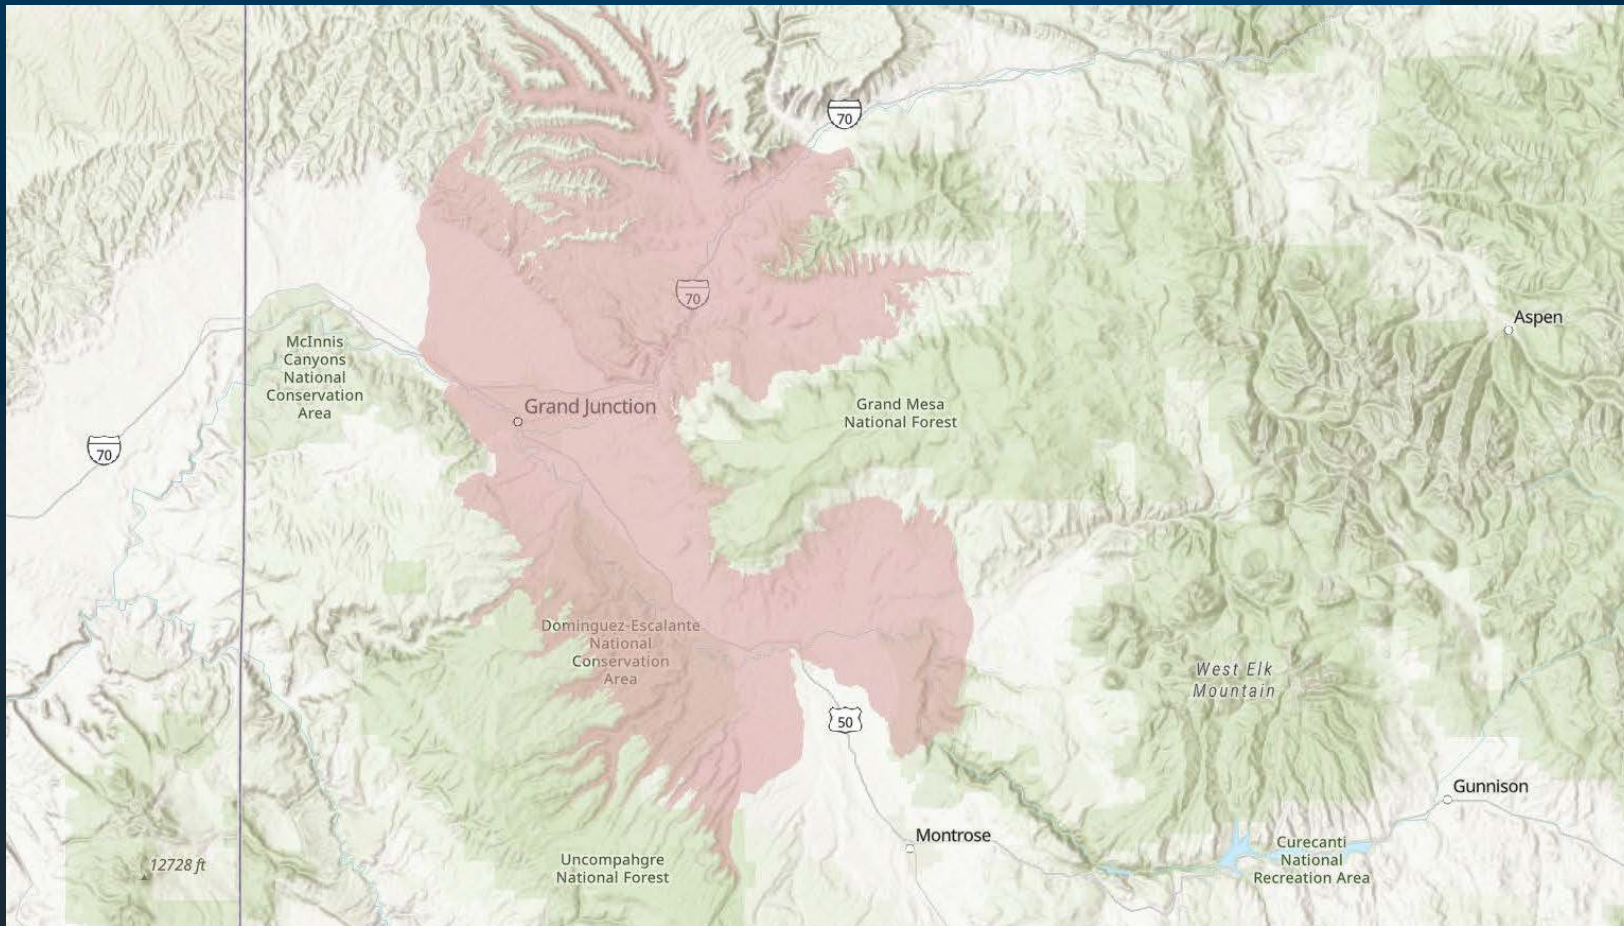 70
70
Aspen
McInnis
Canyons
National
Conservation
Area
Grand Junction
Grand Mesa
National Forest
70
Dominguez-Escalante
National
Conservation
Area
West Elk
Mountain
50
Gunnison
Montrose
Curecanti
National
Recreation Area
12728 ft
Uncompahgre
National Forest